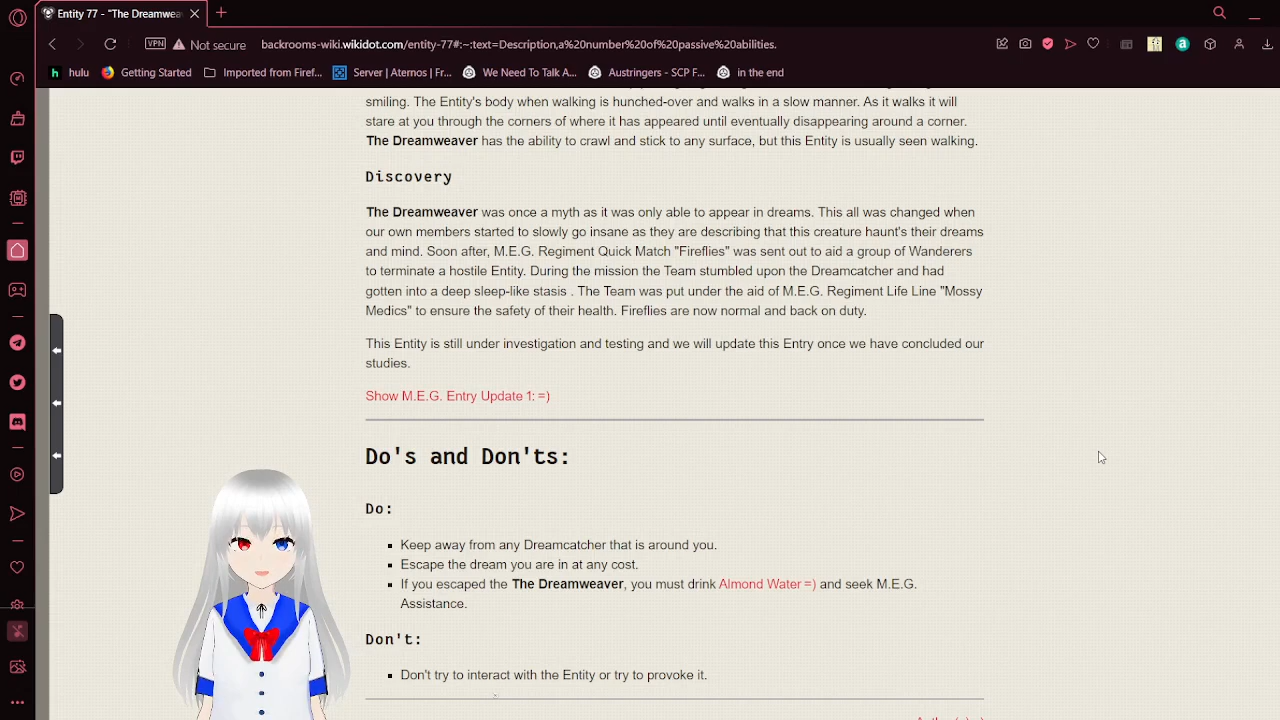 Entity 77 - "The Dreamwea
VPN
Not secure
backrooms-wiki.wikidot.com/entity-77#:~:text=Description,a%20number%20of%20passive%20abilities.
hulu
Getting Started
Imported from Firef...
Server | Aternos | Fr...
We Need To Talk A...
Austringers - SCP F...
in the end
smiling. The Entity's body when walking is hunched-over and walks in a slow manner. As it walks it will
stare at you through the corners of where it has appeared until eventually disappearing around a corner.
The Dreamweaver has the ability to crawl and stick to any surface, but this Entity is usually seen walking.
Discovery
The Dreamweaver was once a myth as it was only able to appear in dreams. This all was changed when
our own members started to slowly go insane as they are describing that this creature haunt's their dreams
and mind. Soon after, M.E.G. Regiment Quick Match "Fireflies" was sent out to aid a group of Wanderers
to terminate a hostile Entity. During the mission the Team stumbled upon the Dreamcatcher and had
gotten into a deep sleep-like stasis . The Team was put under the aid of M.E.G. Regiment Life Line "Mossy
Medics" to ensure the safety of their health. Fireflies are now normal and back on duty.
This Entity is still under investigation and testing and we will update this Entry once we have concluded our
studies.
Show M.E.G. Entry Update 1: =)
Do's and Don'ts:
Do:
Keep away from any Dreamcatcher that is around you.
Escape the dream you are in at any cost.
If you escaped the The Dreamweaver, you must drink Almond Water =) and seek M.E.G.
Assistance.
Don't:
Don't try to interact with the Entity or try to provoke it.